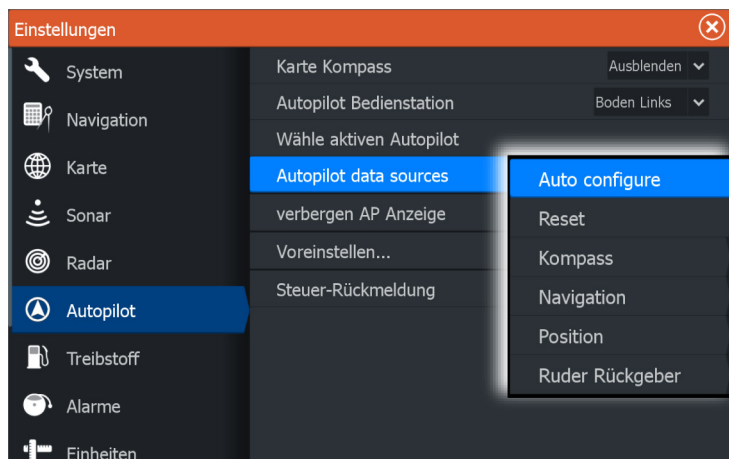 Einstellungen
System
Navigation
Karte
Sonar
Radar
Autopilot
Treibstoff
Alarme
Einheiten
Karte Kompass
Ausblenden
Autopilot Bedienstation
Boden Links
Wähle aktiven Autopilot
Autopilot data sources
verbergen AP Anzeige
Voreinstellen...
Steuer-Rückmeldung
Auto configure
Reset
Kompass
Navigation
Position
Ruder Rückgeber